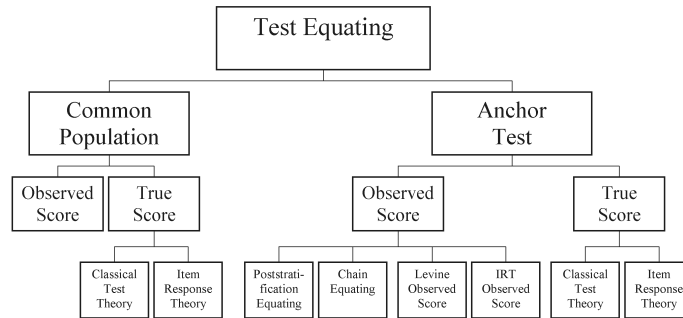 Test Equating
Common
Population
Anchor
Test
Observed
Score
True
Score
Observed
Score
True
Score
Classical
Test
Theory
Item
Response
Theory
Poststrati-
fication
Equating
Chain
Equating
Levine
Observed
Score
IRT
Observed
Score
Classical
Test
Theory
Item
Response
Theory